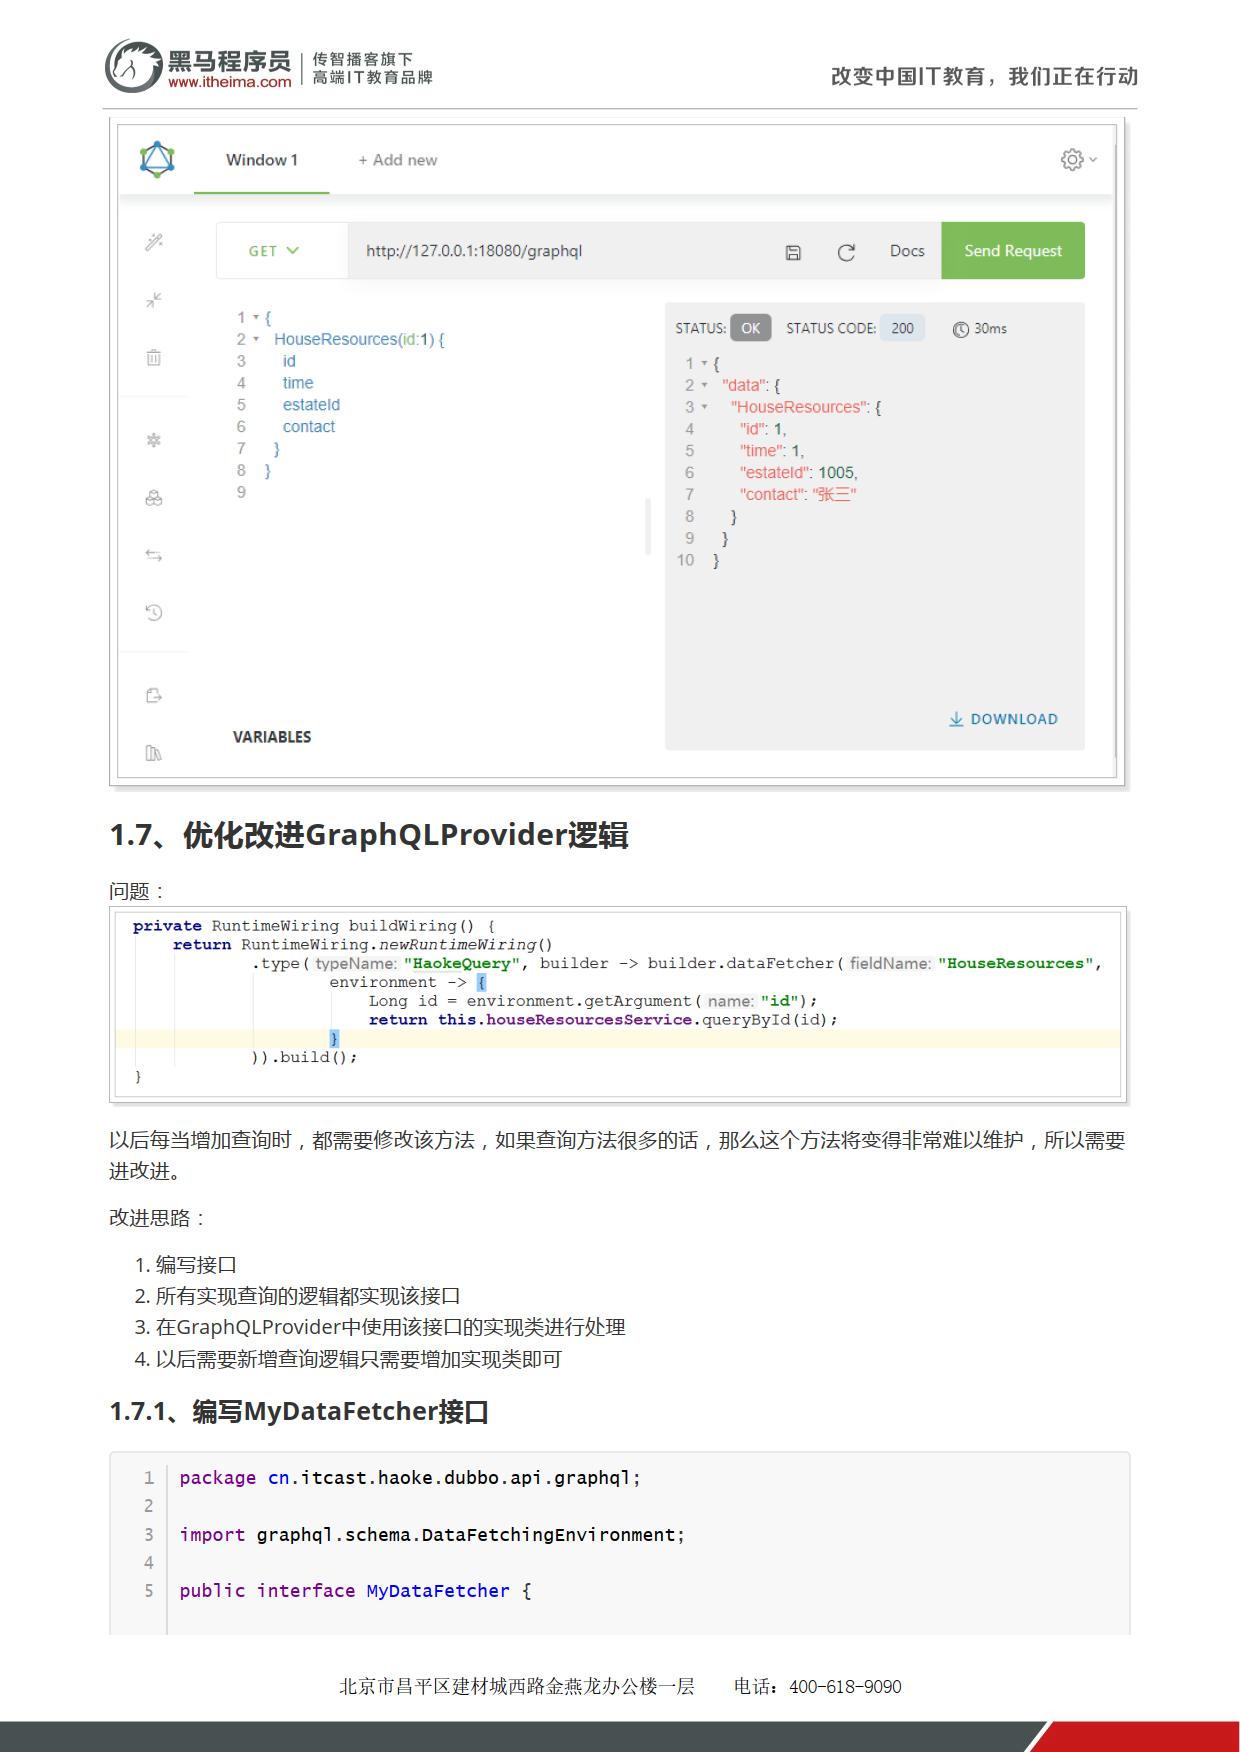 黑马程序员
www.itheima.com
传智播客旗下
高端IT教育品牌
改变中国IT教育，我们正在行动
Window 1
+ Add new
GET
http://127.0.0.1:18080/graphql
Docs
Send Request
1 {
2 HouseResources(id:1) {
3 id
4 time
5 estateId
6 contact
7 }
8 }
9
VARIABLES
STATUS: OK STATUS CODE: 200 30ms
1 {
2 "data": {
3 "HouseResources": {
4 "id": 1,
5 "time": 1,
6 "estateId": 1005,
7 "contact": "张三"
8 }
9 }
10 }
DOWNLOAD
1.7、优化改进GraphQLProvider逻辑
问题：
private RuntimeWiring buildWiring() {
return RuntimeWiring.newRuntimeWiring()
.type( typeName: "HaokeQuery", builder -> builder.dataFetcher( fieldName: "HouseResources",
environment -> {
Long id = environment.getArgument( name: "id");
return this.houseResourcesService.queryById(id);
}
)).build();
}
以后每当增加查询时，都需要修改该方法，如果查询方法很多的话，那么这个方法将变得非常难以维护，所以需要
进改进。
改进思路：
1. 编写接口
2. 所有实现查询的逻辑都实现该接口
3. 在GraphQLProvider中使用该接口的实现类进行处理
4. 以后需要新增查询逻辑只需要增加实现类即可
1.7.1、编写MyDataFetcher接口
1 package cn.itcast.haoke.dubbo.api.graphql;
2
3 import graphql.schema.DataFetchingEnvironment;
4
5 public interface MyDataFetcher {
北京市昌平区建材城西路金燕龙办公楼一层 电话：400-618-9090